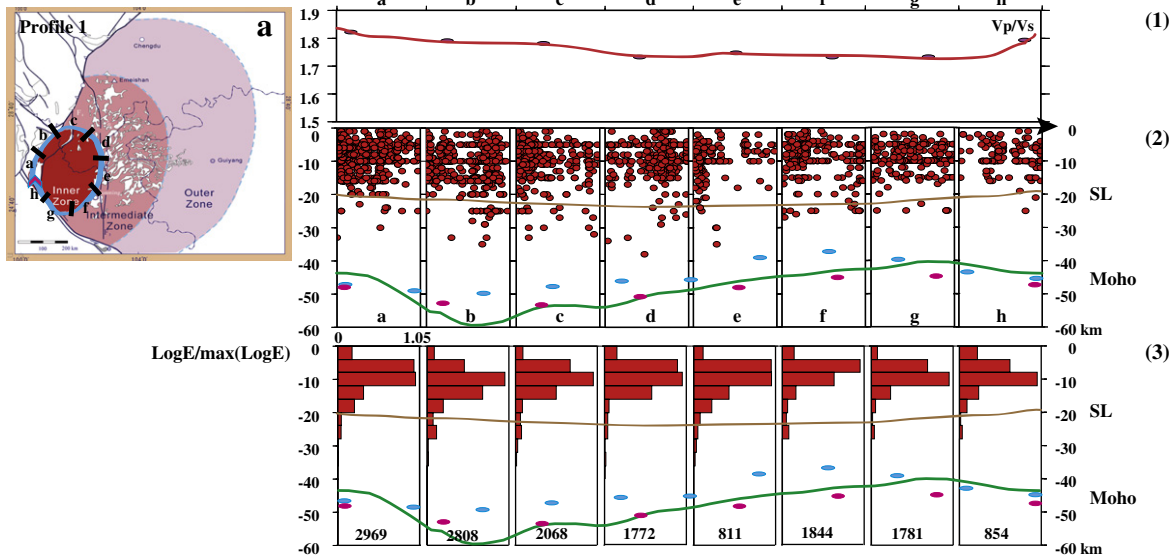 a b c d e f g h
Profile 1
a
Chengdu
Emeishan
Guiyang
Inner
Zone
Intermediate
Zone
Outer
Zone
a
b
c
d
e
f
g
h
100 200 km
1.9
1.8
1.7
1.6
1.5
Vp/Vs
(1)
0
-10
-20
-30
-40
-50
-60
0
-10
-20
-30
-40
-50
-60 km
SL
Moho
(2)
a b c d e f g h
0 1.05
LogE/max(LogE)
0
-10
-20
-30
-40
-50
-60
0
-10
-20
-30
-40
-50
-60 km
SL
Moho
(3)
2969 2808 2068 1772 811 1844 1781 854